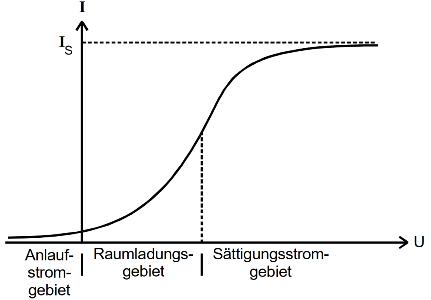 I
I_S
U
Anlauf-
strom-
gebiet
Raumladungs-
gebiet
Sättigungsstrom-
gebiet